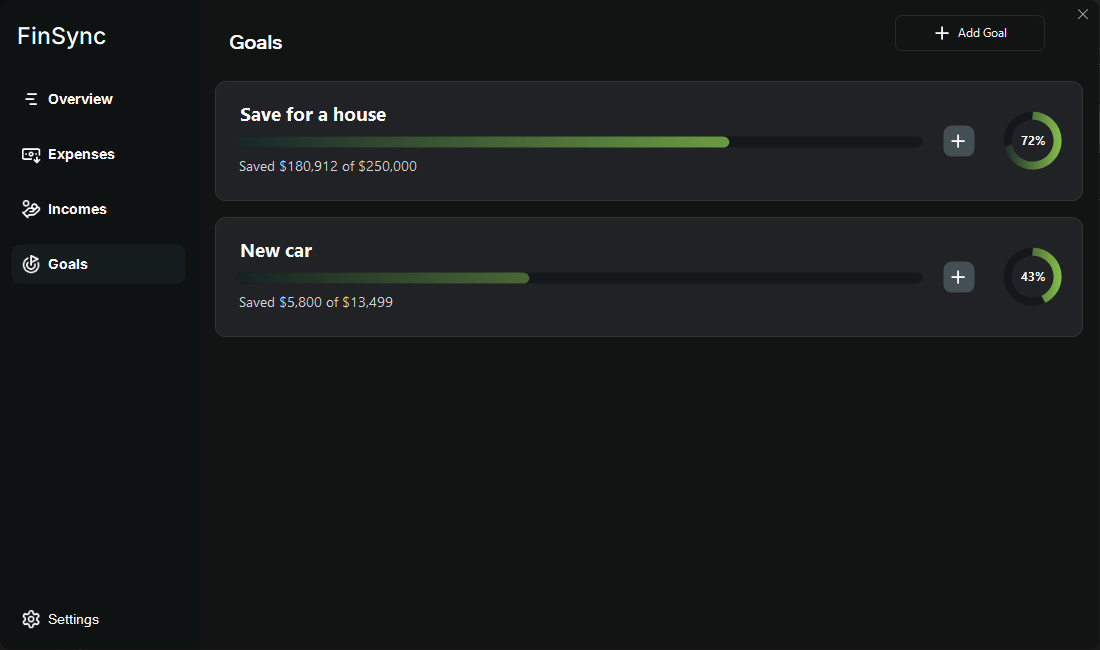 FinSync
Overview
Expenses
Incomes
Goals
Settings
Goals
Add Goal
Save for a house
Saved $180,912 of $250,000
72%
New car
Saved $5,800 of $13,499
43%